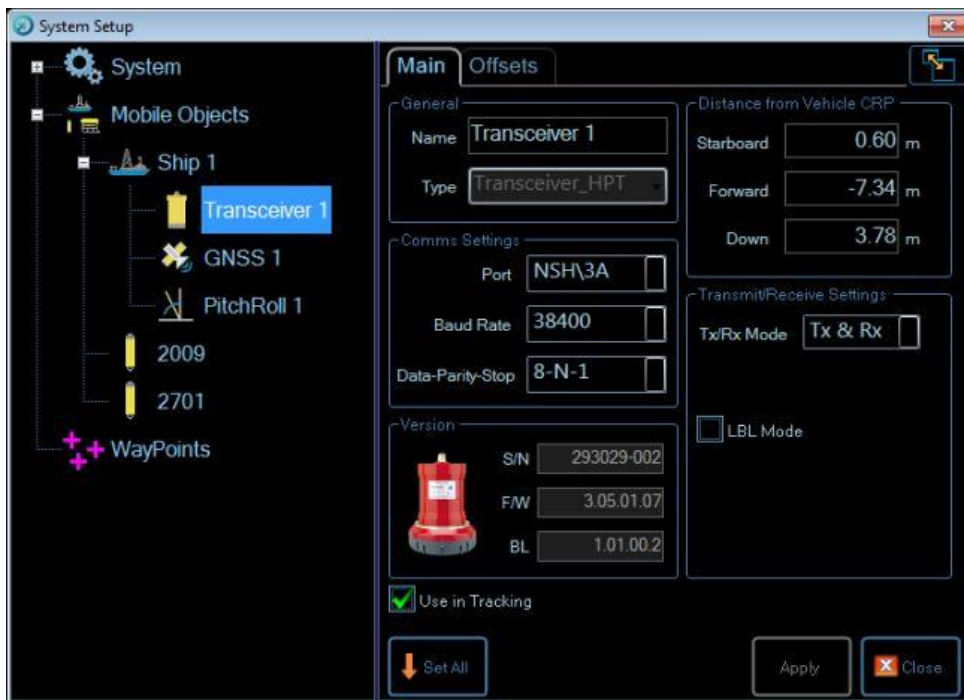 System Setup
System
Mobile Objects
Ship 1
Transceiver 1
GNSS 1
PitchRoll 1
2009
2701
WayPoints
Main Offsets
General
Name Transceiver 1
Type Transceiver_HPT
Comms Settings
Port NSH\3A
Baud Rate 38400
Data-Parity-Stop 8-N-1
Version
S/N 293029-002
F/W 3.05.01.07
BL 1.01.00.2
Use in Tracking
Distance from Vehicle CRP
Starboard 0.60 m
Forward -7.34 m
Down 3.78 m
Transmit/Receive Settings
Tx/Rx Mode Tx & Rx
LBL Mode
Set All Apply Close